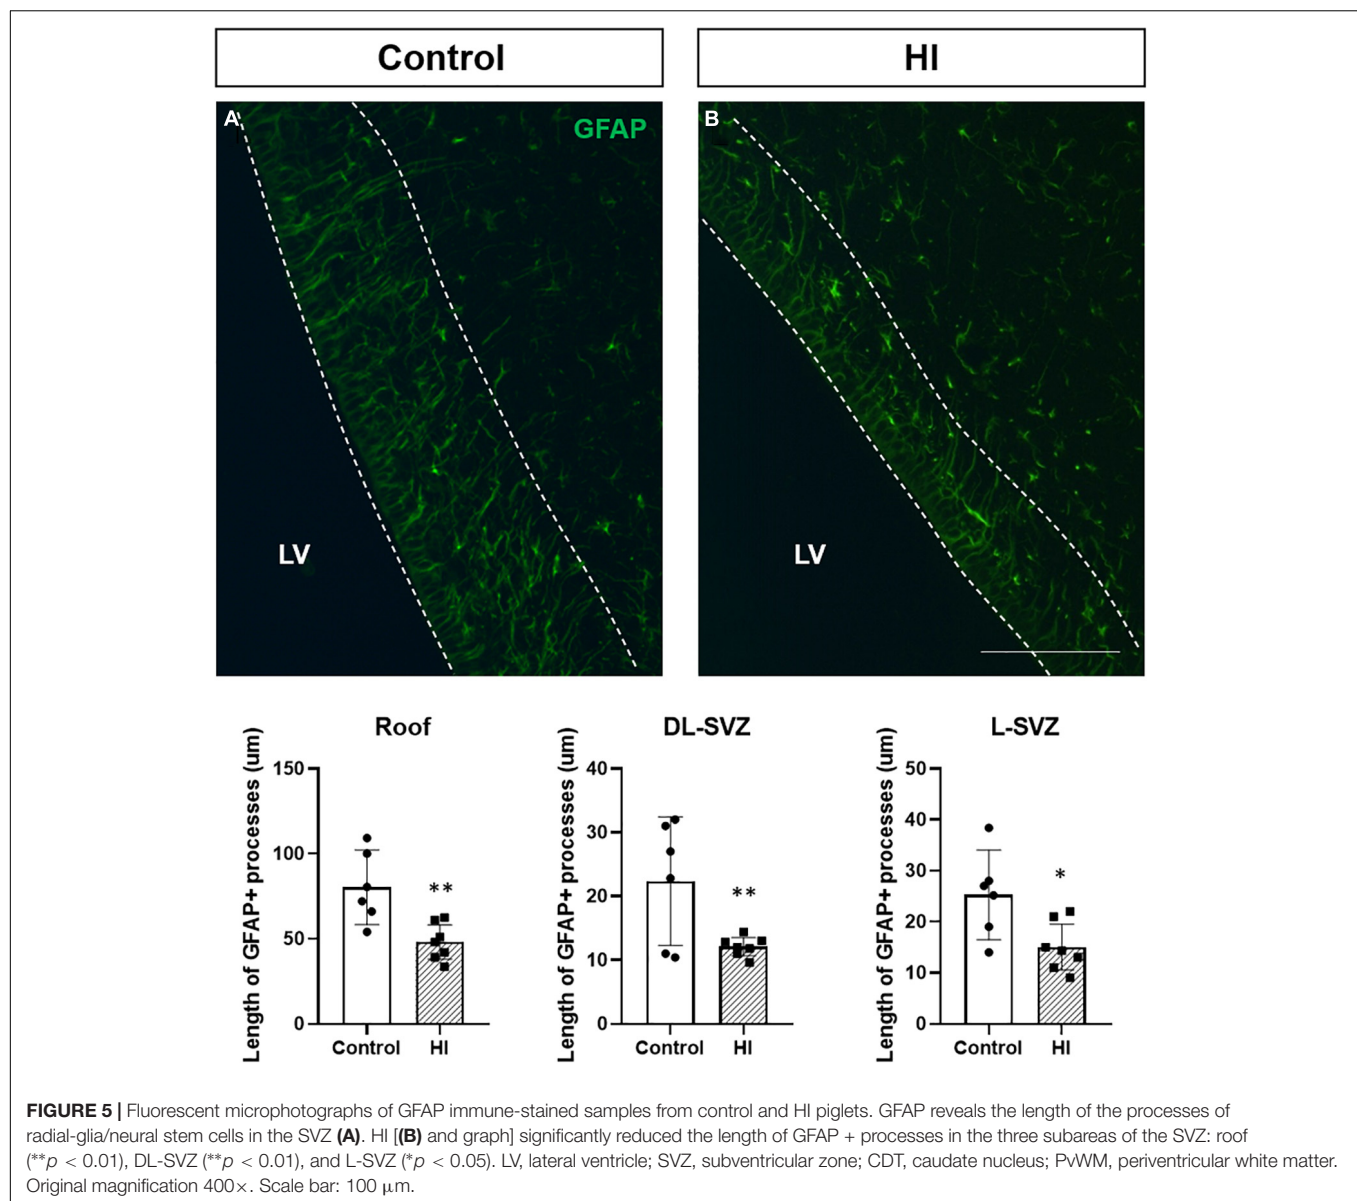 Control
HI
A
GFAP
B
LV
LV
Roof
DL-SVZ
L-SVZ
Length of GFAP+ processes (um)
150
100
50
0
**
Control
HI
Length of GFAP+ processes (um)
40
30
20
10
0
**
Control
HI
Length of GFAP+ processes (um)
50
40
30
20
10
0
*
Control
HI
FIGURE 5 | Fluorescent microphotographs of GFAP immune-stained samples from control and HI piglets. GFAP reveals the length of the processes of
radial-glia/neural stem cells in the SVZ (A). HI [(B) and graph] significantly reduced the length of GFAP + processes in the three subareas of the SVZ: roof
(**p < 0.01), DL-SVZ (**p < 0.01), and L-SVZ (*p < 0.05). LV, lateral ventricle; SVZ, subventricular zone; CDT, caudate nucleus; PvWM, periventricular white matter.
Original magnification 400×. Scale bar: 100 μm.